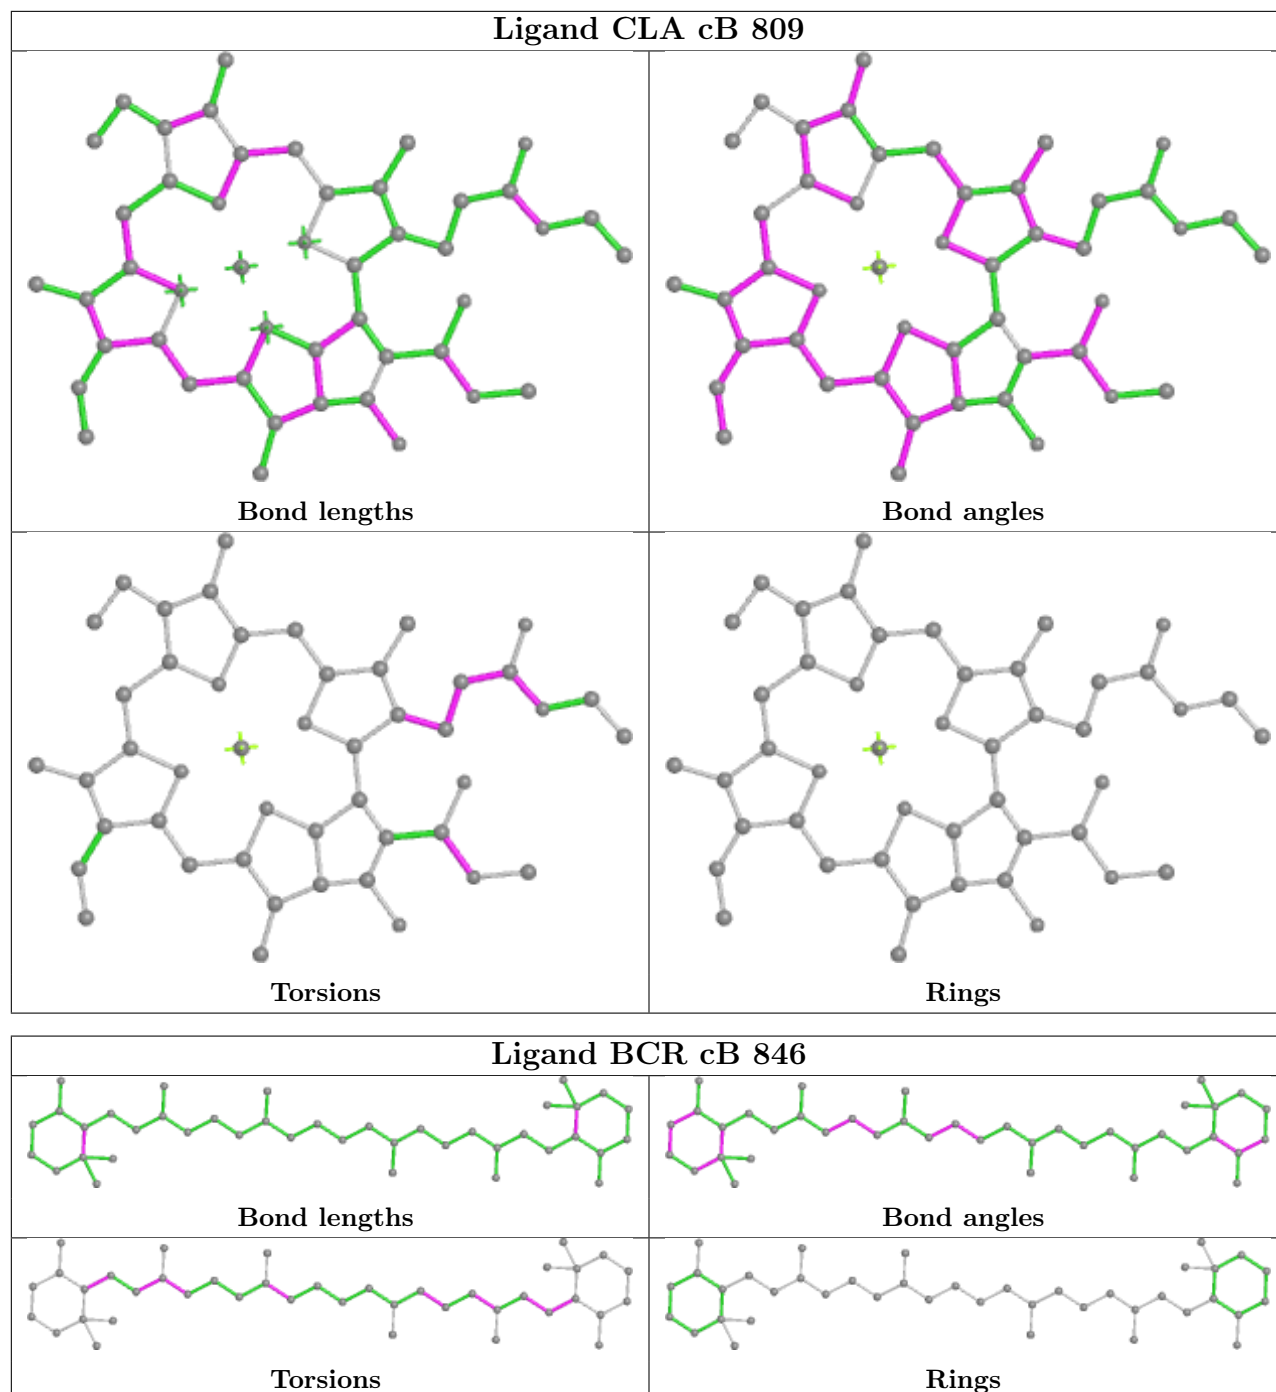 Ligand CLA cB 809
Bond lengths
Bond angles
Torsions
Rings
Ligand BCR cB 846
Bond lengths
Bond angles
Torsions
Rings